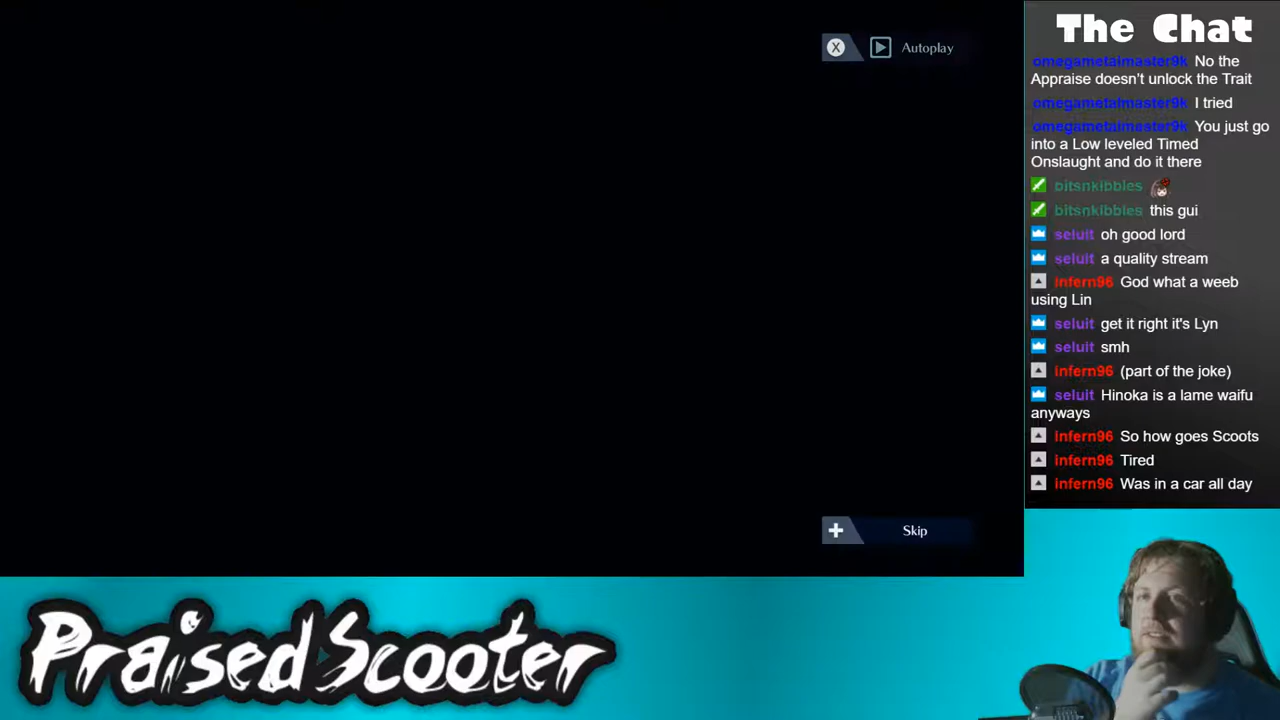 X Autoplay
The Chat
omegametalmaster9k No the
Appraise doesn't unlock the Trait
omegametalmaster9k I tried
omegametalmaster9k You just go
into a Low leveled Timed
Onslaught and do it there
bitsnkibbles
bitsnkibbles this gui
seluit oh good lord
seluit a quality stream
infern96 God what a weeb
using Lin
seluit get it right it's Lyn
seluit smh
infern96 (part of the joke)
seluit Hinoka is a lame waifu
anyways
infern96 So how goes Scoots
infern96 Tired
infern96 Was in a car all day
+ Skip
PraisedScooter